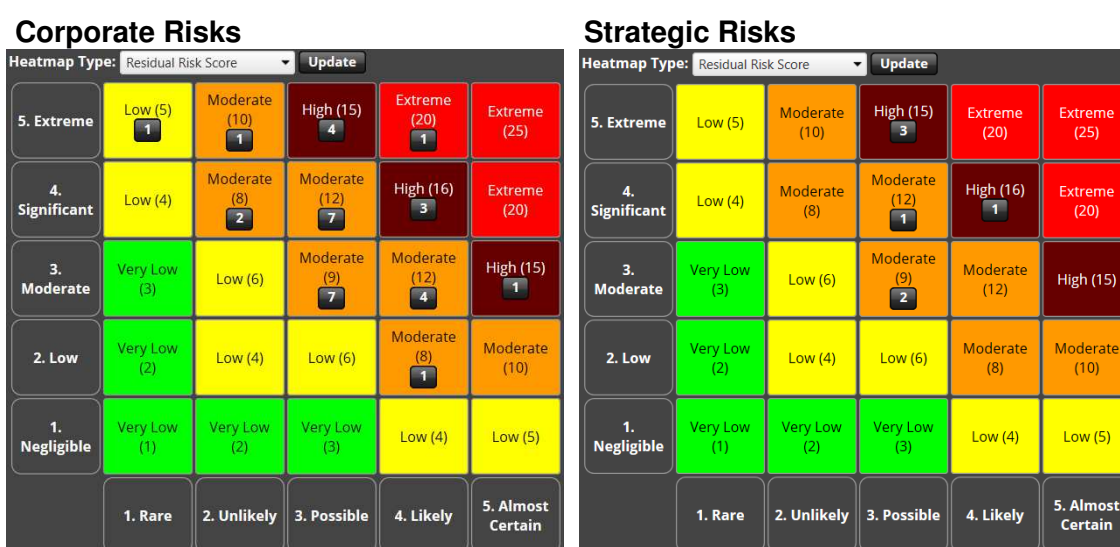 Corporate Risks
Heatmap Type: Residual Risk Score Update
5. Extreme
Low (5)
1
Moderate
(10)
1
High (15)
4
Extreme
(20)
1
Extreme
(25)
4.
Significant
Low (4)
Moderate
(8)
2
Moderate
(12)
7
High (16)
3
Extreme
(20)
3.
Moderate
Very Low
(3)
Low (6)
Moderate
(9)
7
Moderate
(12)
4
High (15)
1
2. Low
Very Low
(2)
Low (4)
Low (6)
Moderate
(8)
1
Moderate
(10)
1.
Negligible
Very Low
(1)
Very Low
(2)
Very Low
(3)
Low (4)
Low (5)
1. Rare
2. Unlikely
3. Possible
4. Likely
5. Almost
Certain
Strategic Risks
Heatmap Type: Residual Risk Score Update
5. Extreme
Low (5)
Moderate
(10)
High (15)
3
Extreme
(20)
Extreme
(25)
4.
Significant
Low (4)
Moderate
(8)
Moderate
(12)
1
High (16)
1
Extreme
(20)
3.
Moderate
Very Low
(3)
Low (6)
Moderate
(9)
2
Moderate
(12)
High (15)
2. Low
Very Low
(2)
Low (4)
Low (6)
Moderate
(8)
Moderate
(10)
1.
Negligible
Very Low
(1)
Very Low
(2)
Very Low
(3)
Low (4)
Low (5)
1. Rare
2. Unlikely
3. Possible
4. Likely
5. Almost
Certain